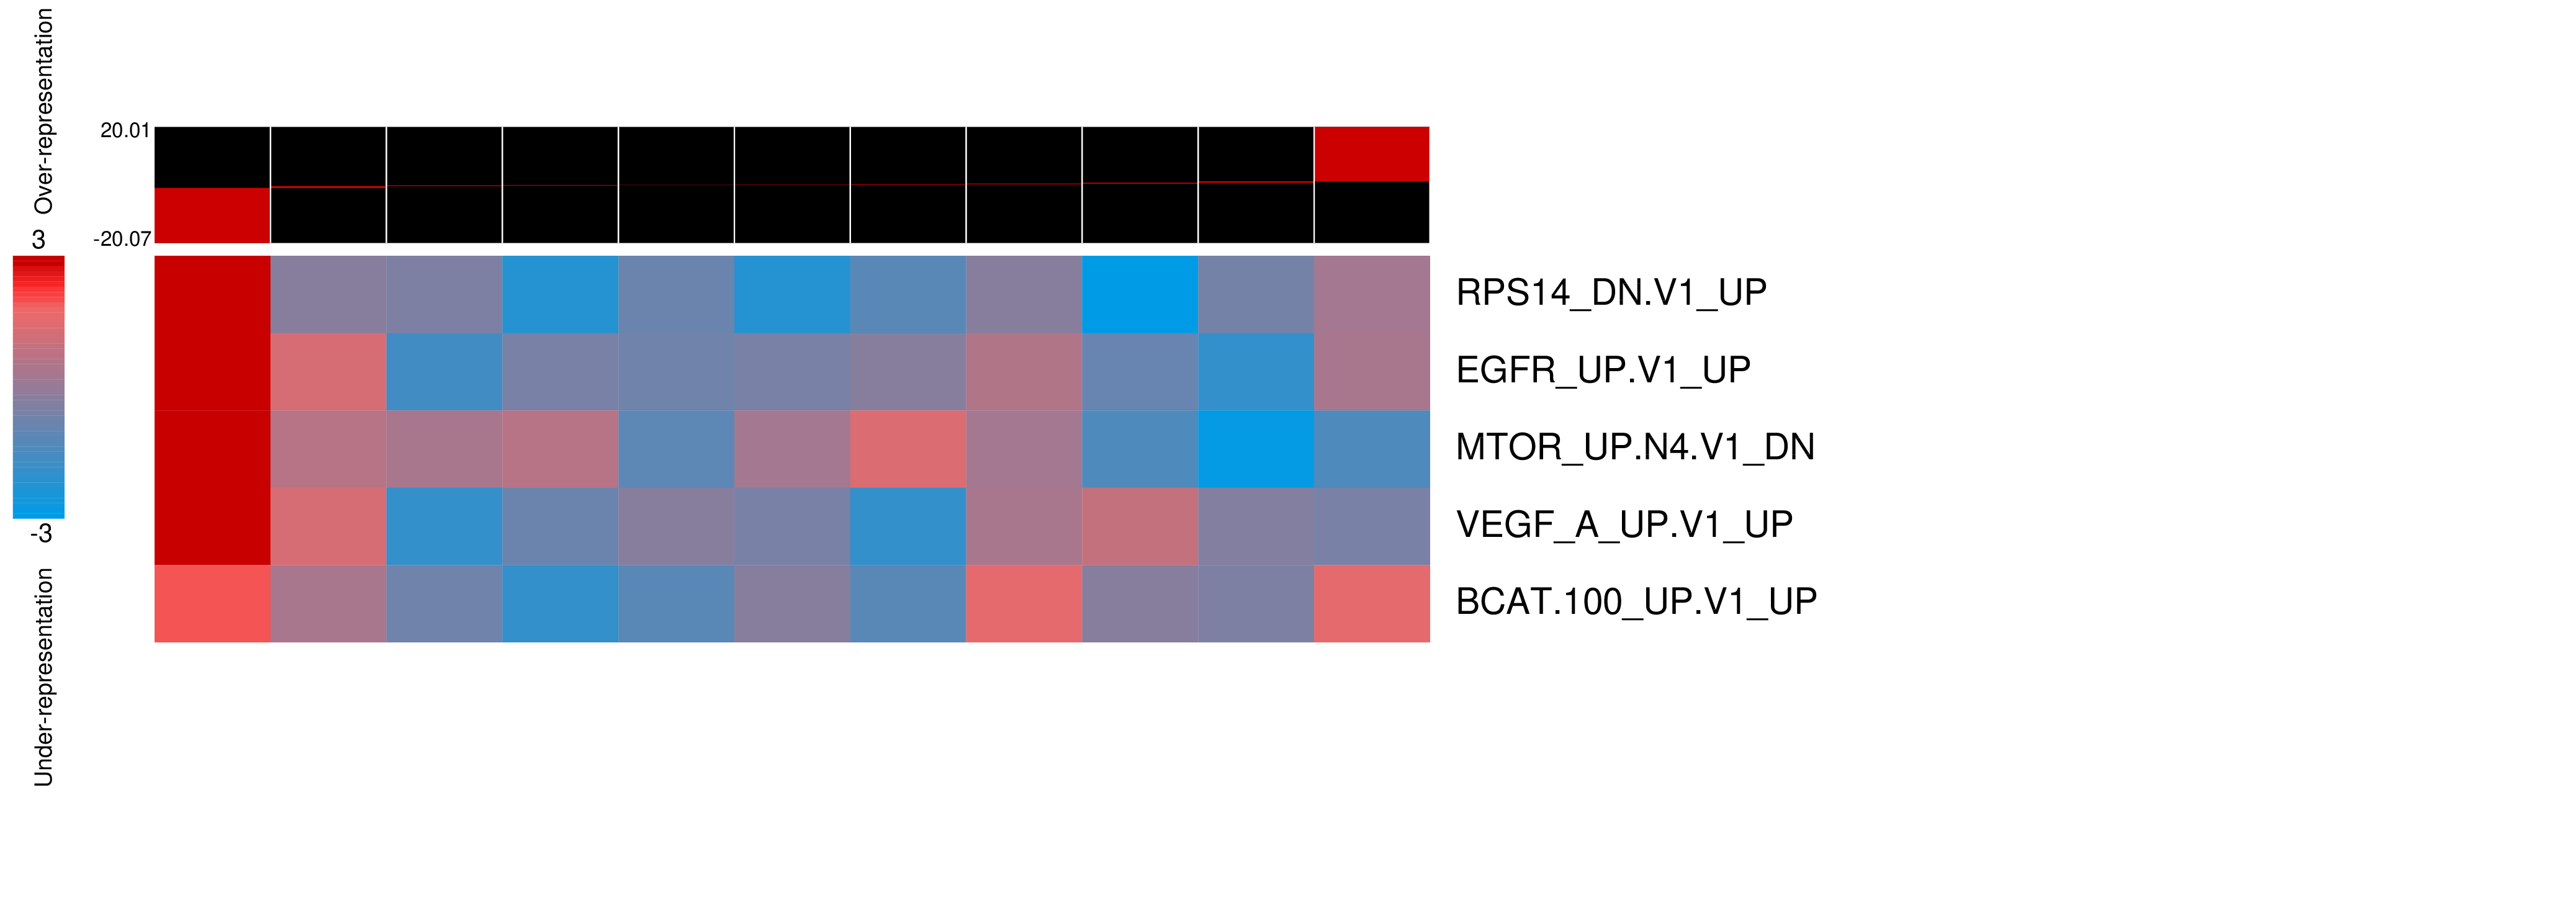 Over-representation
3
-3
Under-representation
20.01
-20.07
RPS14_DN.V1_UP
EGFR_UP.V1_UP
MTOR_UP.N4.V1_DN
VEGF_A_UP.V1_UP
BCAT.100_UP.V1_UP